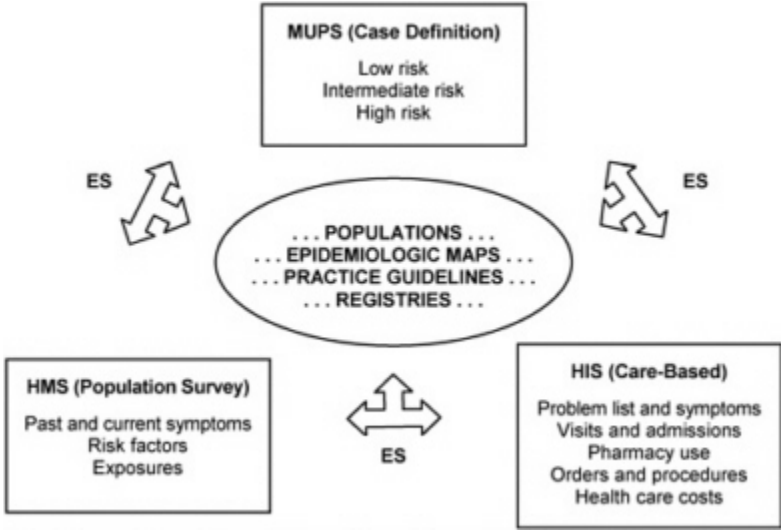 MUPS (Case Definition)
Low risk
Intermediate risk
High risk
ES
ES
. . . POPULATIONS . . .
. . . EPIDEMIOLOGIC MAPS . . .
. . . PRACTICE GUIDELINES . . .
. . . REGISTRIES . . .
HMS (Population Survey)
Past and current symptoms
Risk factors
Exposures
ES
HIS (Care-Based)
Problem list and symptoms
Visits and admissions
Pharmacy use
Orders and procedures
Health care costs